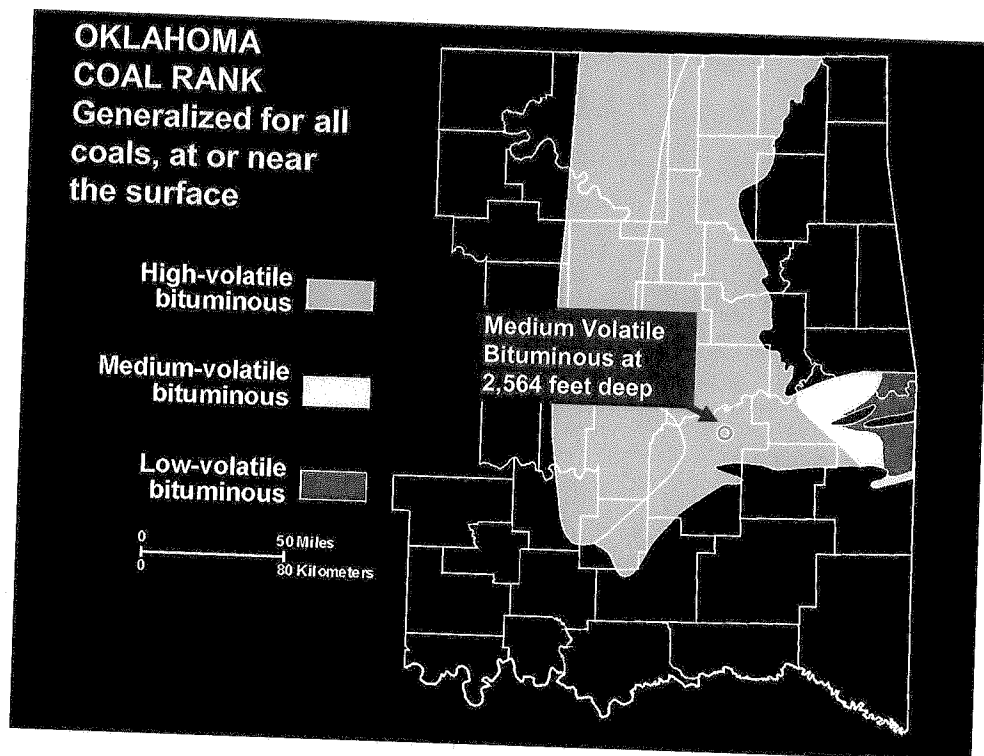 OKLAHOMA
COAL RANK
Generalized for all
coals, at or near
the surface
High-volatile
bituminous
Medium Volatile
Bituminous at
2,564 feet deep
Medium-volatile
bituminous
Low-volatile
bituminous
0 50 Miles
0 80 Kilometers